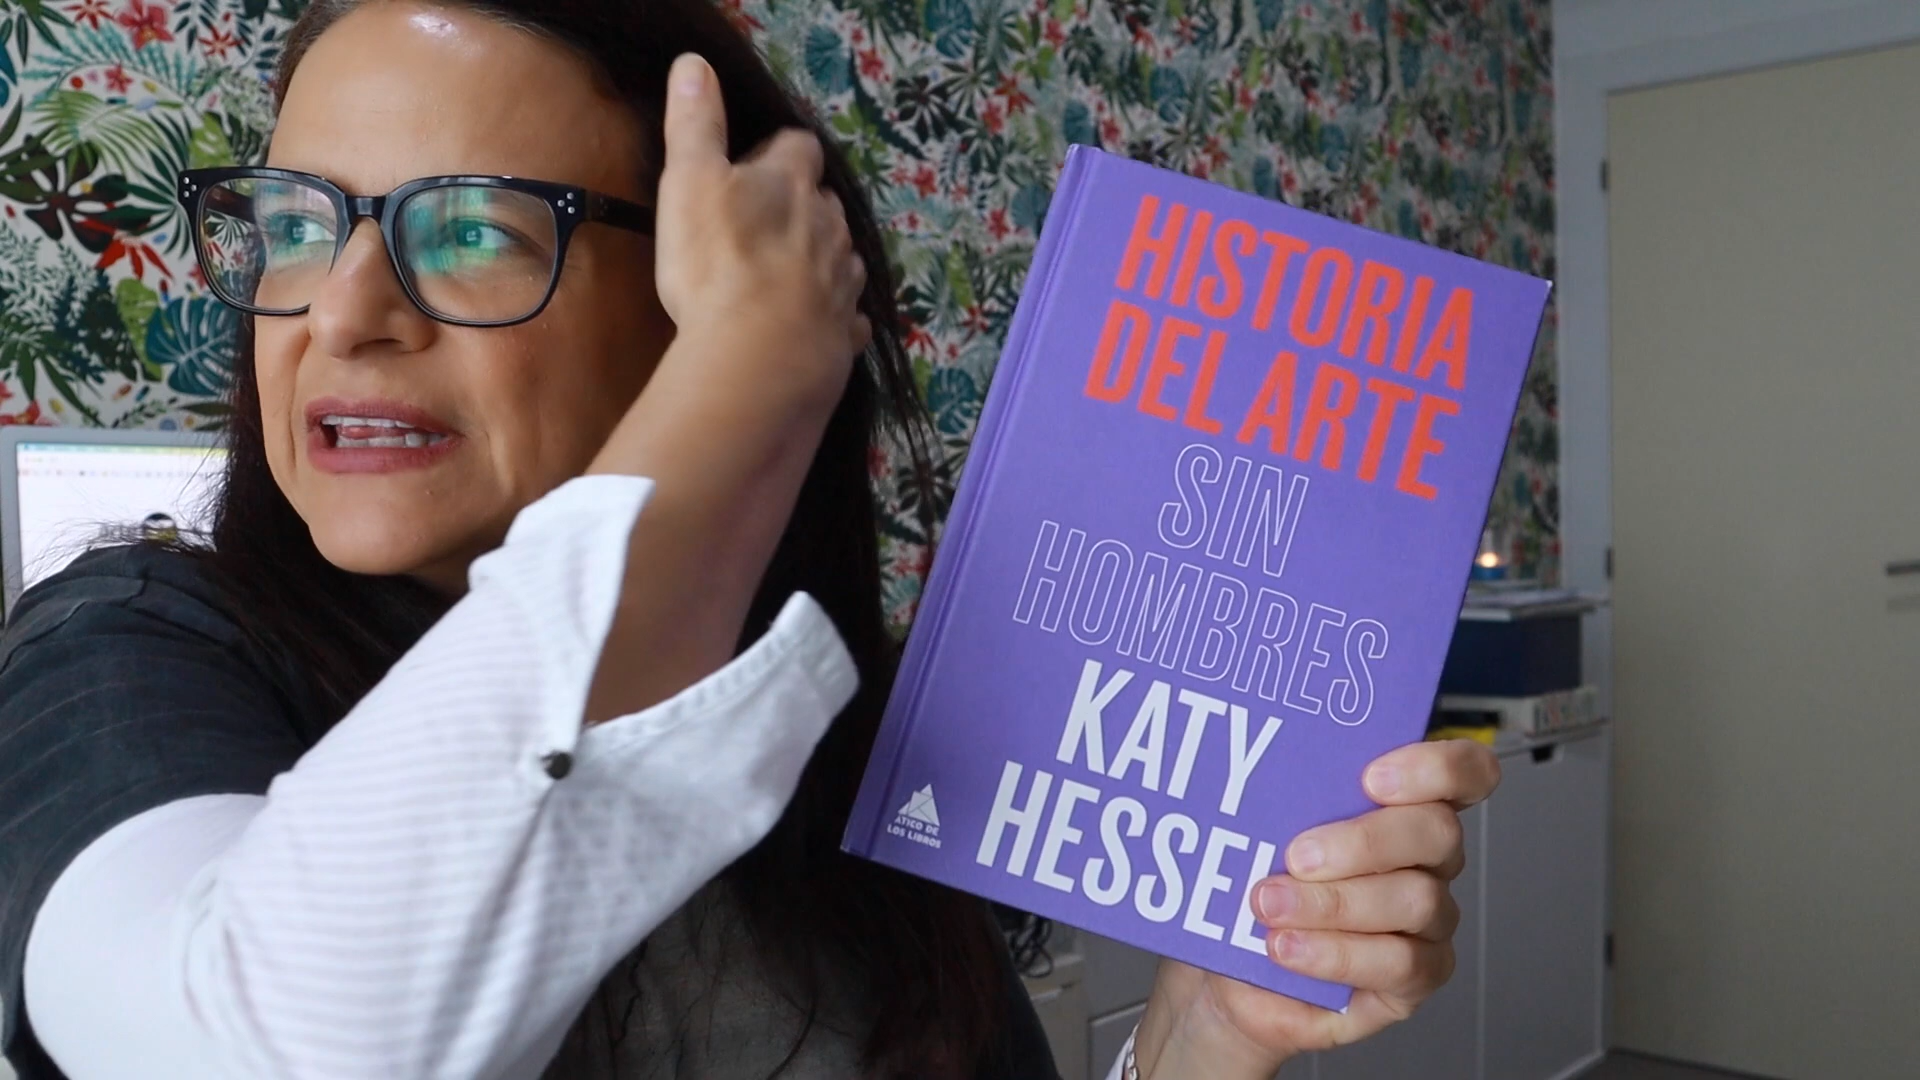 HISTORIA
DEL ARTE
SIN
HOMBRES
KATY
HESSEL
ÁTICO DE
LOS LIBROS